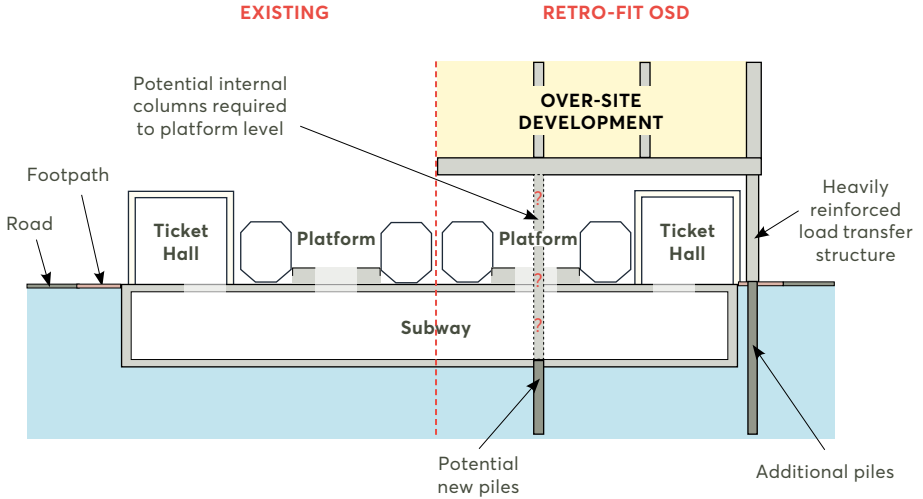 EXISTING
RETRO-FIT OSD
Potential internal
columns required
to platform level
OVER-SITE
DEVELOPMENT
Footpath
Road
Ticket
Hall
Platform
?
Platform
Ticket
Hall
Heavily
reinforced
load transfer
structure
?
Subway
?
Potential
new piles
Additional piles